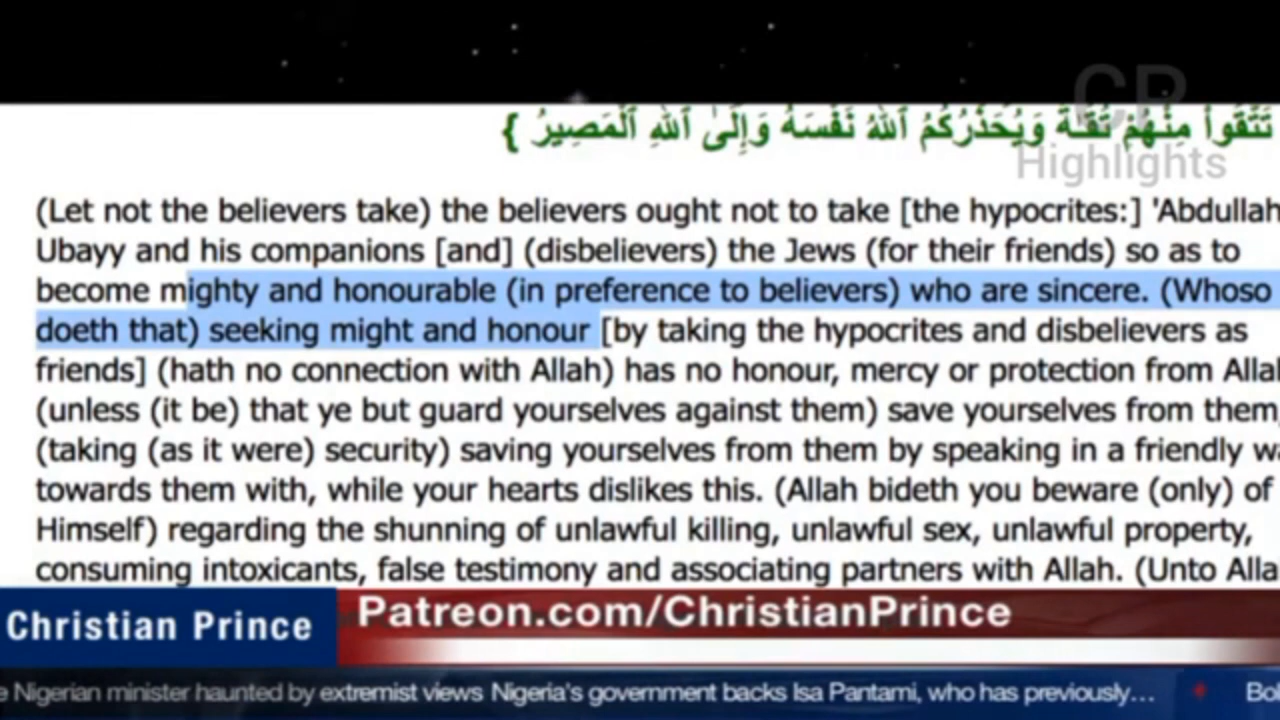 CP
Highlights
تَتَّقُواْ مِنْهُمْ تُقَـٰةً وَيُحَذِّرُكُمُ ٱللَّهُ نَفْسَهُ وَإِلَىٰ ٱللَّهِ ٱلْمَصِيرُ }
(Let not the believers take) the believers ought not to take [the hypocrites:] 'Abdullah
Ubayy and his companions [and] (disbelievers) the Jews (for their friends) so as to
become mighty and honourable (in preference to believers) who are sincere. (Whoso
doeth that) seeking might and honour [by taking the hypocrites and disbelievers as
friends] (hath no connection with Allah) has no honour, mercy or protection from Allah
(unless (it be) that ye but guard yourselves against them) save yourselves from them,
(taking (as it were) security) saving yourselves from them by speaking in a friendly wa
towards them with, while your hearts dislikes this. (Allah bideth you beware (only) of
Himself) regarding the shunning of unlawful killing, unlawful sex, unlawful property,
consuming intoxicants, false testimony and associating partners with Allah. (Unto Alla
Christian Prince
Patreon.com/ChristianPrince
e Nigerian minister haunted by extremist views Nigeria's government backs Isa Pantami, who has previously… Bol